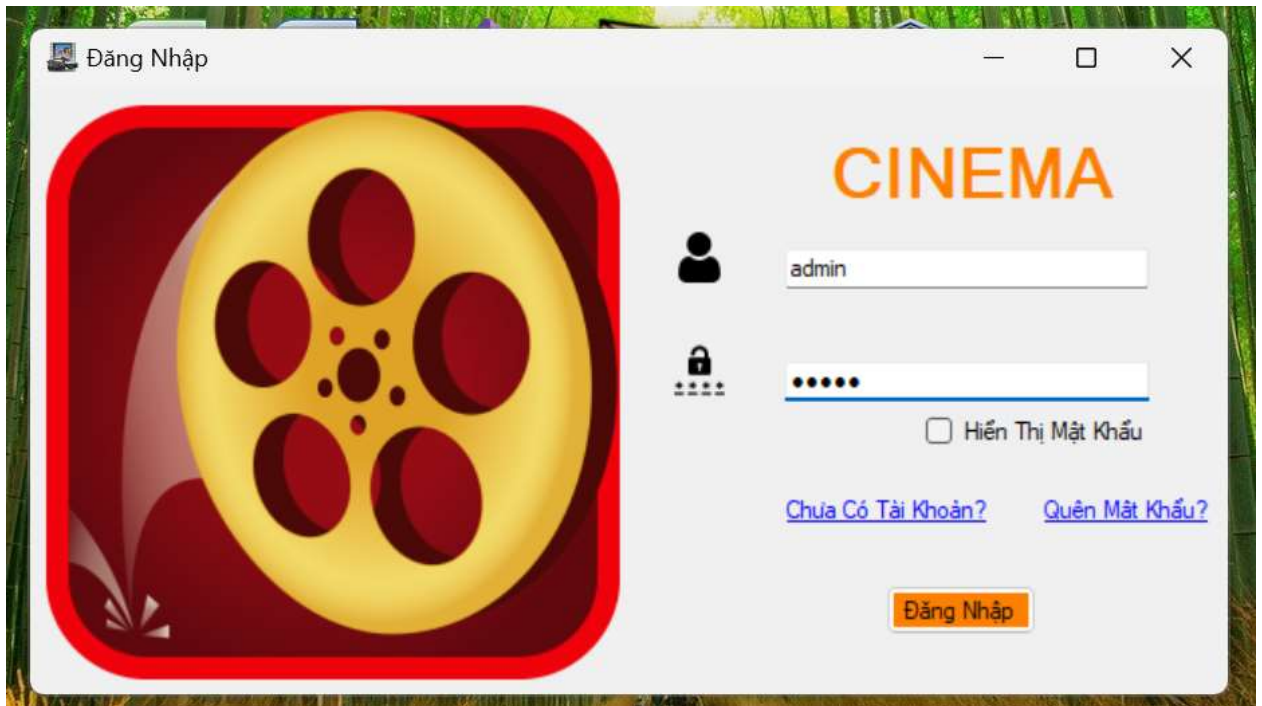 Đăng Nhập
CINEMA
admin
•••••
Hiển Thị Mật Khẩu
Chưa Có Tài Khoản? Quên Mật Khẩu?
Đăng Nhập